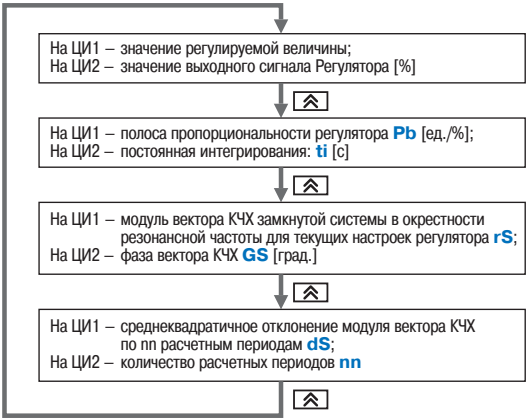 На ЦИ1 – значение регулируемой величины;
На ЦИ2 – значение выходного сигнала Регулятора [%]
На ЦИ1 – полоса пропорциональности регулятора Pb [ед./%];
На ЦИ2 – постоянная интегрирования: ti [с]
На ЦИ1 – модуль вектора КЧХ замкнутой системы в окрестности
резонансной частоты для текущих настроек регулятора rS;
На ЦИ2 – фаза вектора КЧХ GS [град.]
На ЦИ1 – среднеквадратичное отклонение модуля вектора КЧХ
по nn расчетным периодам dS;
На ЦИ2 – количество расчетных периодов nn